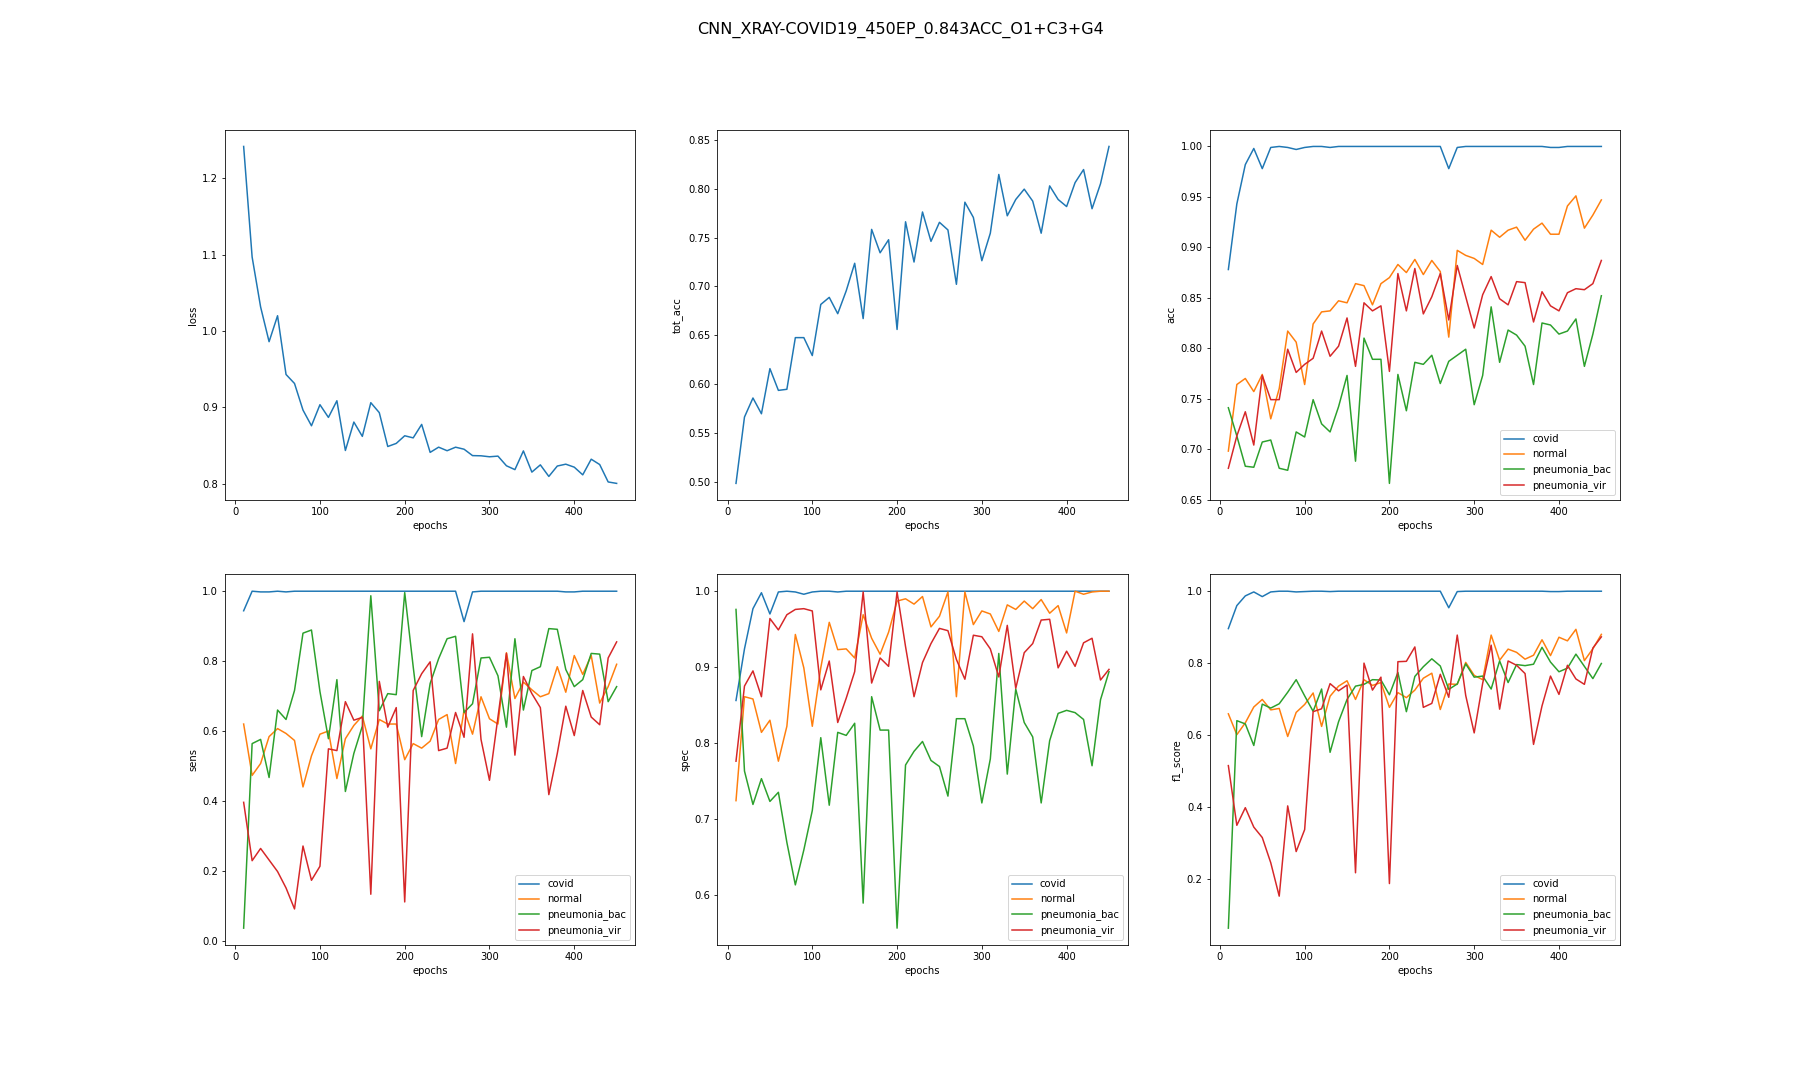 CNN_XRAY-COVID19_450EP_0.843ACC_O1+C3+G4
loss
1.2
1.1
1.0
0.9
0.8
0 100 200 300 400
epochs
tot_acc
0.85
0.80
0.75
0.70
0.65
0.60
0.55
0.50
0 100 200 300 400
epochs
acc
1.00
0.95
0.90
0.85
0.80
0.75
0.70
0.65
covid
normal
pneumonia_bac
pneumonia_vir
0 100 200 300 400
epochs
sens
1.0
0.8
0.6
0.4
0.2
0.0
covid
normal
pneumonia_bac
pneumonia_vir
0 100 200 300 400
epochs
spec
1.0
0.9
0.8
0.7
0.6
covid
normal
pneumonia_bac
pneumonia_vir
0 100 200 300 400
epochs
f1_score
1.0
0.8
0.6
0.4
0.2
covid
normal
pneumonia_bac
pneumonia_vir
0 100 200 300 400
epochs